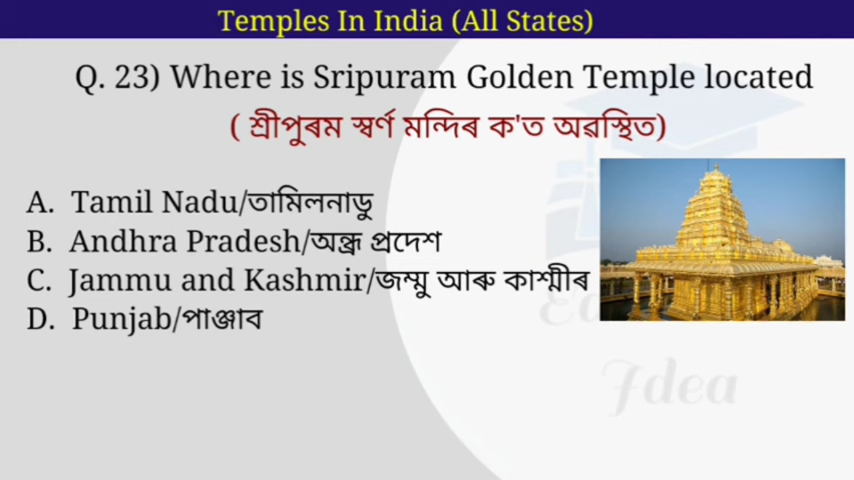 Temples In India (All States)
Q. 23) Where is Sripuram Golden Temple located
( শ্ৰীপুৰম স্বৰ্ণ মন্দিৰ ক'ত অৱস্থিত)
A. Tamil Nadu/তামিলনাডু
B. Andhra Pradesh/অন্ধ্ৰ প্ৰদেশ
C. Jammu and Kashmir/জম্মু আৰু কাশ্মীৰ
D. Punjab/পাঞ্জাব
Idea